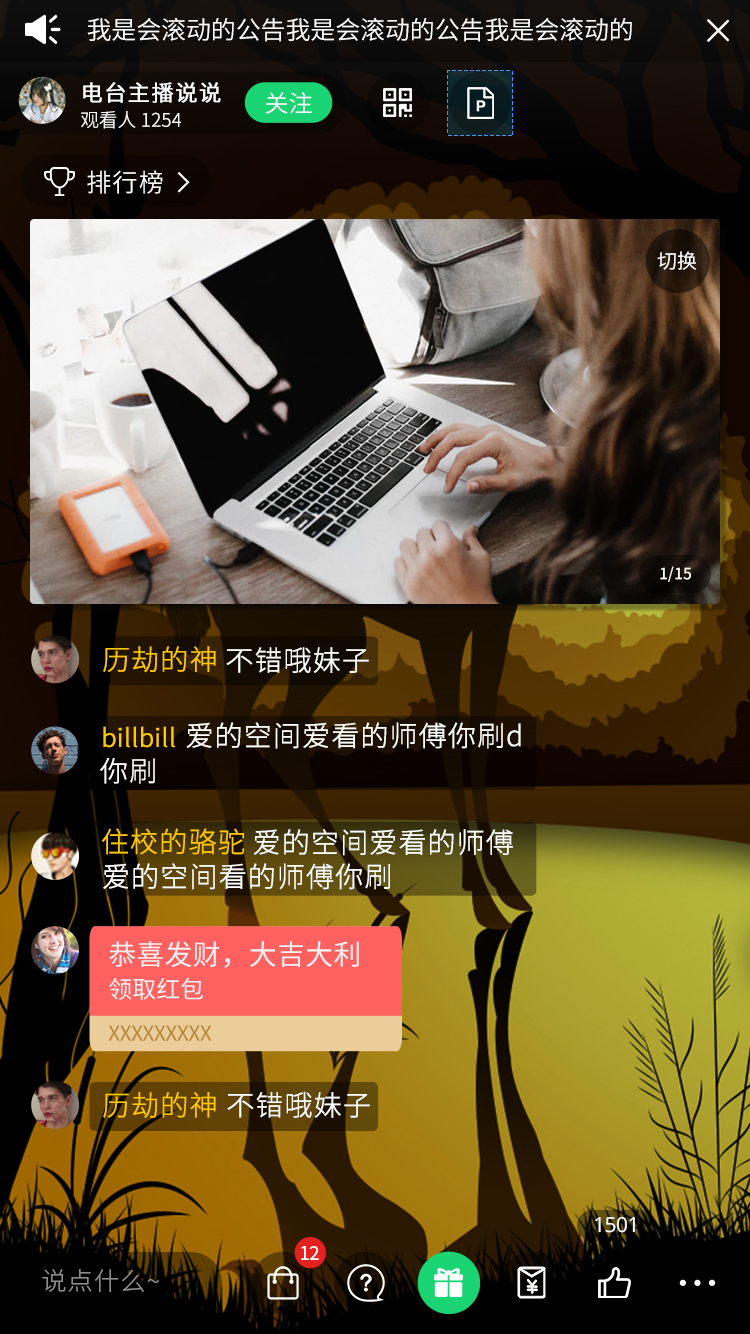 我是会滚动的公告我是会滚动的公告我是会滚动的
电台主播说说
观看人 1254
关注
P
排行榜
切换
1/15
历劫的神 不错哦妹子
billbill 爱的空间爱看的师傅你刷d
你刷
住校的骆驼 爱的空间爱看的师傅
爱的空间看的师傅你刷
恭喜发财，大吉大利
领取红包
XXXXXXXXX
历劫的神 不错哦妹子
1501
说点什么~
12
?
¥